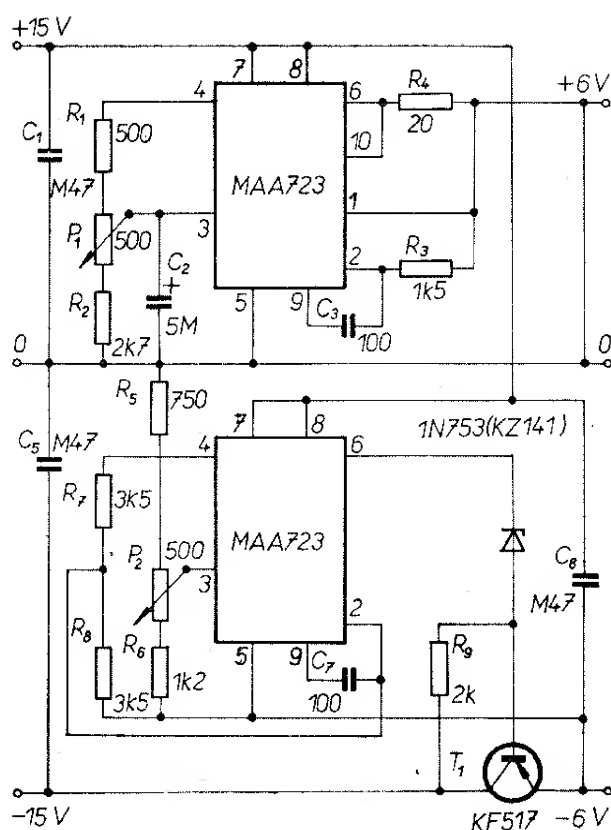 +15 V
7
8
4
6
R4
+6V
R1
20
500
10
C1
MAA723
M47
1
P1
500
3
R3
C2
2
1k5
+
R2
5
9
C3
5M
100
2k7
0
0
R5
750
7
8
1N753(KZ141)
C5
M47
4
6
R7
3k5
MAA723
500
P2
C8
3
M47
2
R8
R6
5
9
C7
R9
1k2
100
2k
3k5
T1
-15 V
KF517
-6 V